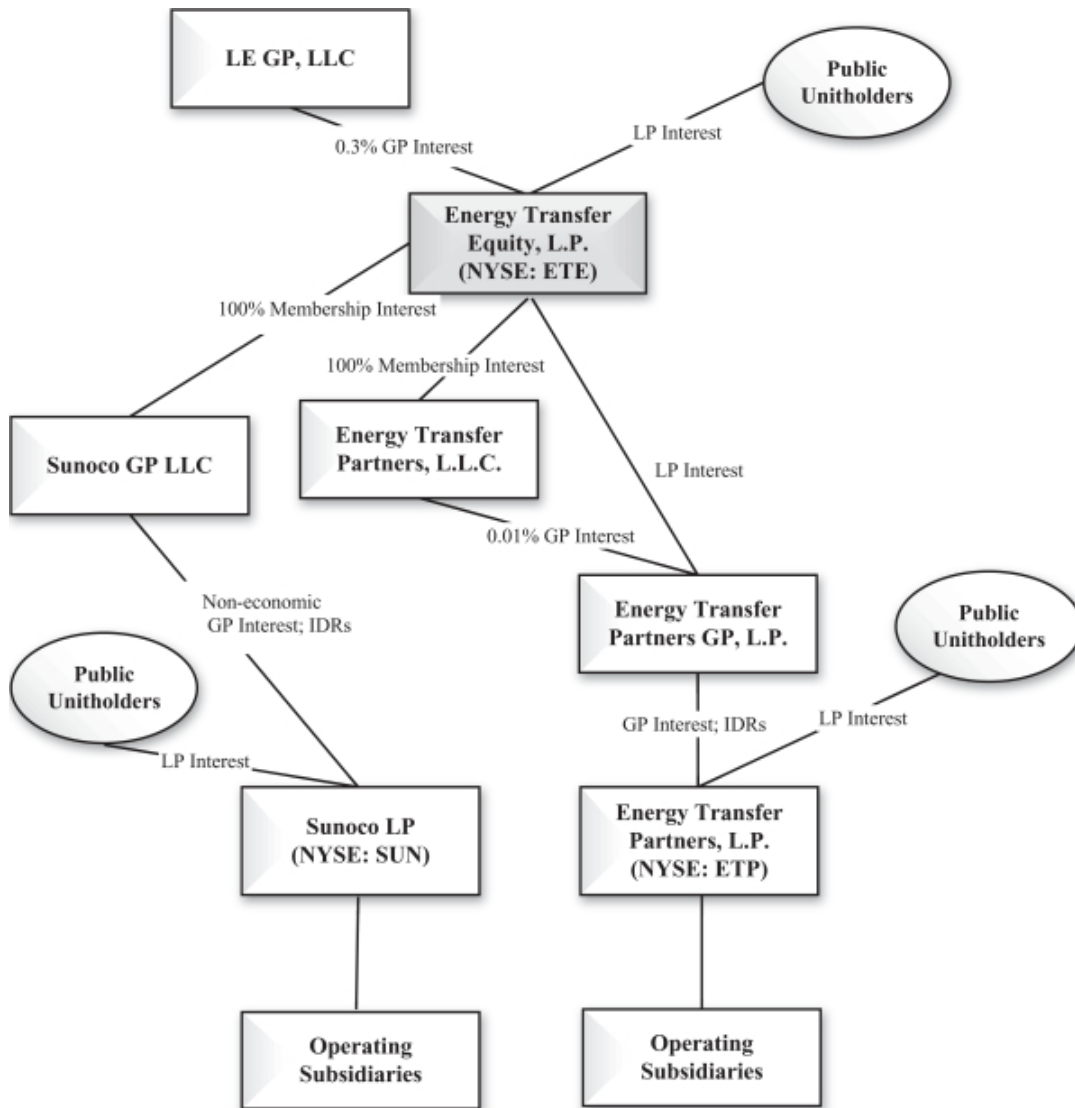 LE GP, LLC
Public
Unitholders
0.3% GP Interest
LP Interest
Energy Transfer
Equity, L.P.
(NYSE: ETE)
100% Membership Interest
100% Membership Interest
Sunoco GP LLC
Energy Transfer
Partners, L.L.C.
LP Interest
0.01% GP Interest
Non-economic
GP Interest; IDRs
Energy Transfer
Partners GP, L.P.
Public
Unitholders
Public
Unitholders
GP Interest; IDRs
LP Interest
LP Interest
Sunoco LP
(NYSE: SUN)
Energy Transfer
Partners, L.P.
(NYSE: ETP)
Operating
Subsidiaries
Operating
Subsidiaries